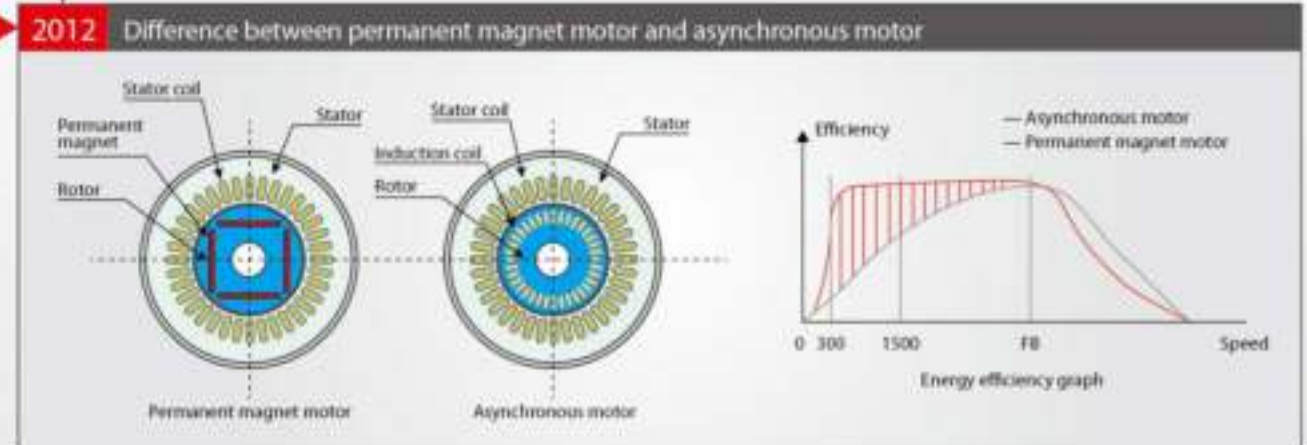 2012 Difference between permanent magnet motor and asynchronous motor
Stator coil
Stator
Permanent
magnet
Rotor
Permanent magnet motor
Stator coil
Stator
Induction coil
Rotor
Asynchronous motor
Efficiency
Asynchronous motor
Permanent magnet motor
0 300 1500 FB Speed
Energy efficiency graph